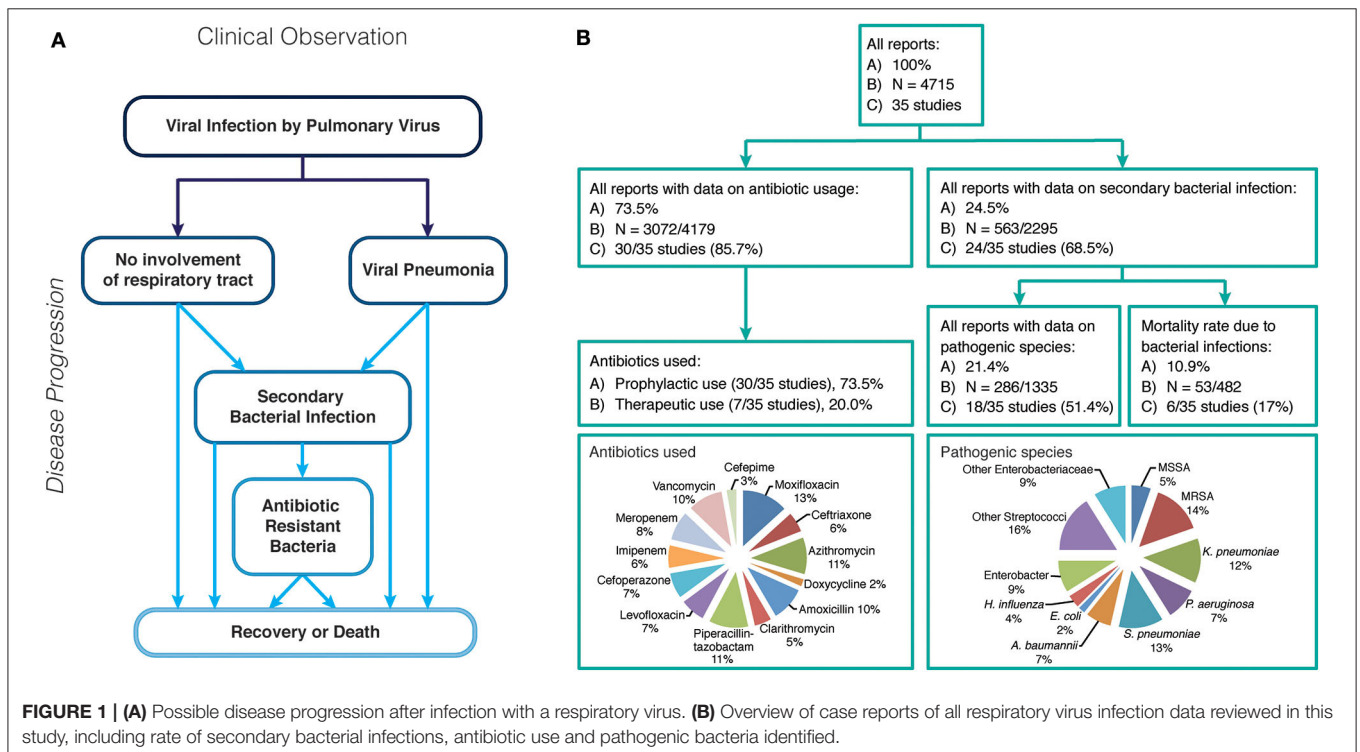 A
Clinical Observation
Disease Progression
Viral Infection by Pulmonary Virus
No involvement
of respiratory tract
Viral Pneumonia
Secondary
Bacterial Infection
Antibiotic
Resistant
Bacteria
Recovery or Death
B
All reports:
A) 100%
B) N = 4715
C) 35 studies
All reports with data on antibiotic usage:
A) 73.5%
B) N = 3072/4179
C) 30/35 studies (85.7%)
All reports with data on secondary bacterial infection:
A) 24.5%
B) N = 563/2295
C) 24/35 studies (68.5%)
Antibiotics used:
A) Prophylactic use (30/35 studies), 73.5%
B) Therapeutic use (7/35 studies), 20.0%
All reports with data on
pathogenic species:
A) 21.4%
B) N = 286/1335
C) 18/35 studies (51.4%)
Mortality rate due to
bacterial infections:
A) 10.9%
B) N = 53/482
C) 6/35 studies (17%)
Antibiotics used
Cefepime
3%
Moxifloxacin
13%
Ceftriaxone
6%
Azithromycin
11%
Doxycycline 2%
Amoxicillin 10%
Clarithromycin
5%
Piperacillin-
tazobactam
11%
Levofloxacin
7%
Cefoperazone
7%
Imipenem
6%
Meropenem
8%
Vancomycin
10%
Pathogenic species
MSSA
5%
MRSA
14%
K. pneumoniae
12%
P. aeruginosa
7%
S. pneumoniae
13%
A. baumannii
7%
E. coli
2%
H. influenza
4%
Enterobacter
9%
Other Streptococci
16%
Other Enterobacteriaceae
9%
FIGURE 1 | (A) Possible disease progression after infection with a respiratory virus. (B) Overview of case reports of all respiratory virus infection data reviewed in this
study, including rate of secondary bacterial infections, antibiotic use and pathogenic bacteria identified.